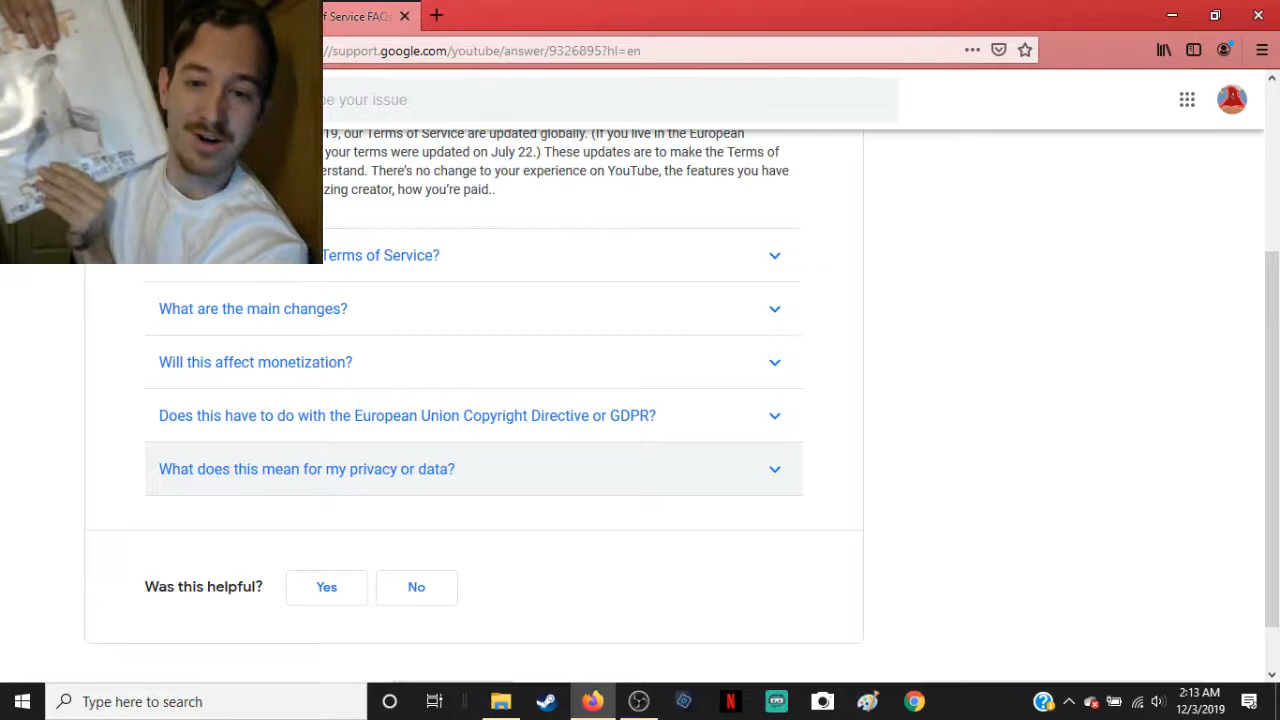 of Service FAQ
//support.google.com/youtube/answer/9326895?hl=en
be your issue
19, our Terms of Service are updated globally. (If you live in the European
your terms were updated on July 22.) These updates are to make the Terms of
erstand. There's no change to your experience on YouTube, the features you have
zing creator, how you're paid..
Terms of Service?
What are the main changes?
Will this affect monetization?
Does this have to do with the European Union Copyright Directive or GDPR?
What does this mean for my privacy or data?
Was this helpful?
Yes
No
Type here to search
2:13 AM
12/3/2019